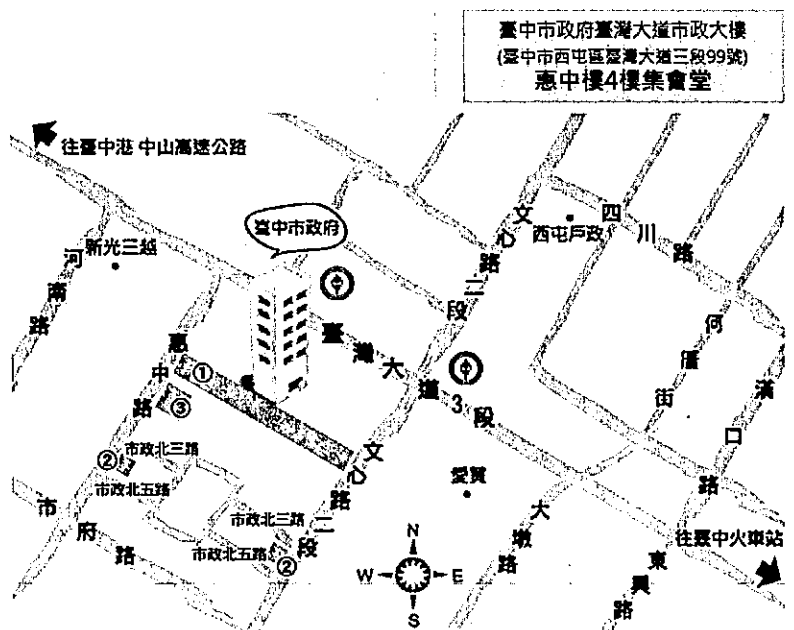 臺中市政府臺灣大道市政大樓
(臺中市西屯區臺灣大道三段99號)
惠中樓4樓集會堂
往臺中港 中山高速公路
臺中市政府
新光三越
河南路
文心路二段
西屯戶政
四川路
臺灣大道3段
何厝街
漢口路
惠中路
①
③
②
市政北三路
市政北五路
市府路
文心路二段
市政北三路
市政北五路
②
愛買
大墩路
東興路
往臺中火車站
N
W
E
S